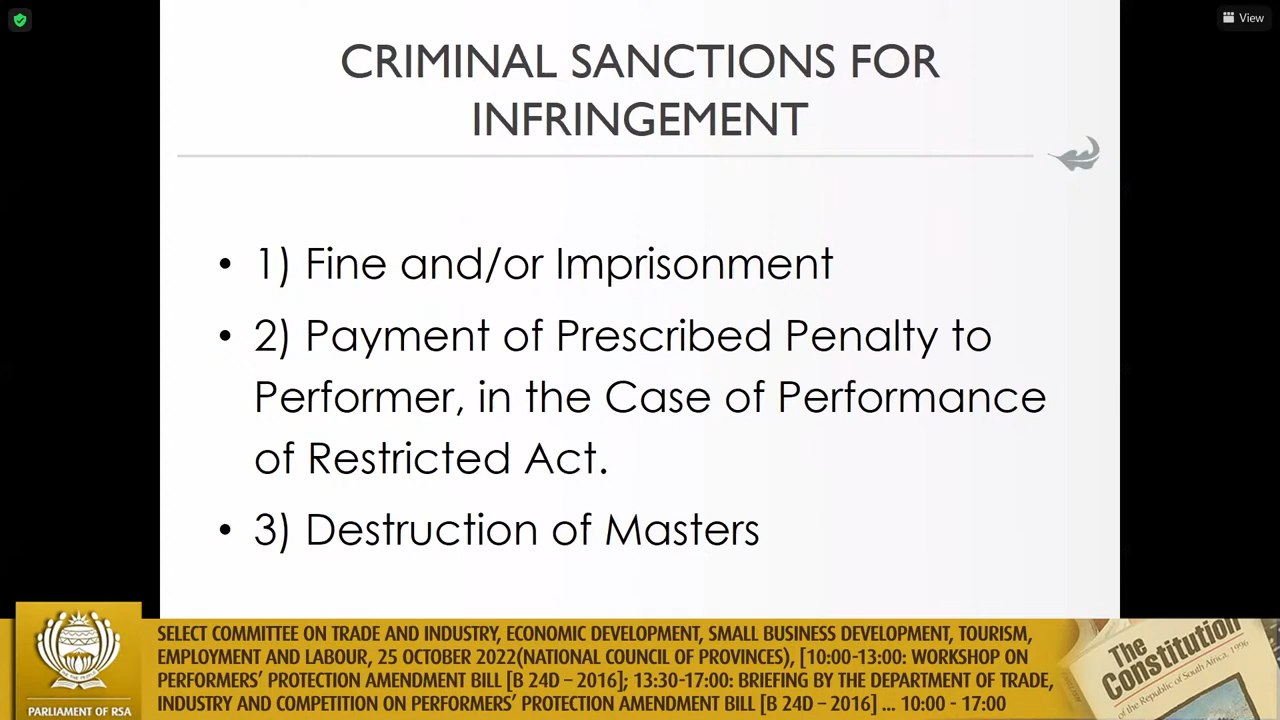 View
CRIMINAL SANCTIONS FOR
INFRINGEMENT
• 1) Fine and/or Imprisonment
• 2) Payment of Prescribed Penalty to
Performer, in the Case of Performance
of Restricted Act.
• 3) Destruction of Masters
SELECT COMMITTEE ON TRADE AND INDUSTRY, ECONOMIC DEVELOPMENT, SMALL BUSINESS DEVELOPMENT, TOURISM,
EMPLOYMENT AND LABOUR, 25 OCTOBER 2022(NATIONAL COUNCIL OF PROVINCES), [10:00-13:00: WORKSHOP ON
PERFORMERS' PROTECTION AMENDMENT BILL [B 24D – 2016]; 13:30-17:00: BRIEFING BY THE DEPARTMENT OF TRADE,
INDUSTRY AND COMPETITION ON PERFORMERS' PROTECTION AMENDMENT BILL [B 24D – 2016] ... 10:00 - 17:00
PARLIAMENT OF RSA
The
Constitution
of the Republic of South Africa, 1996